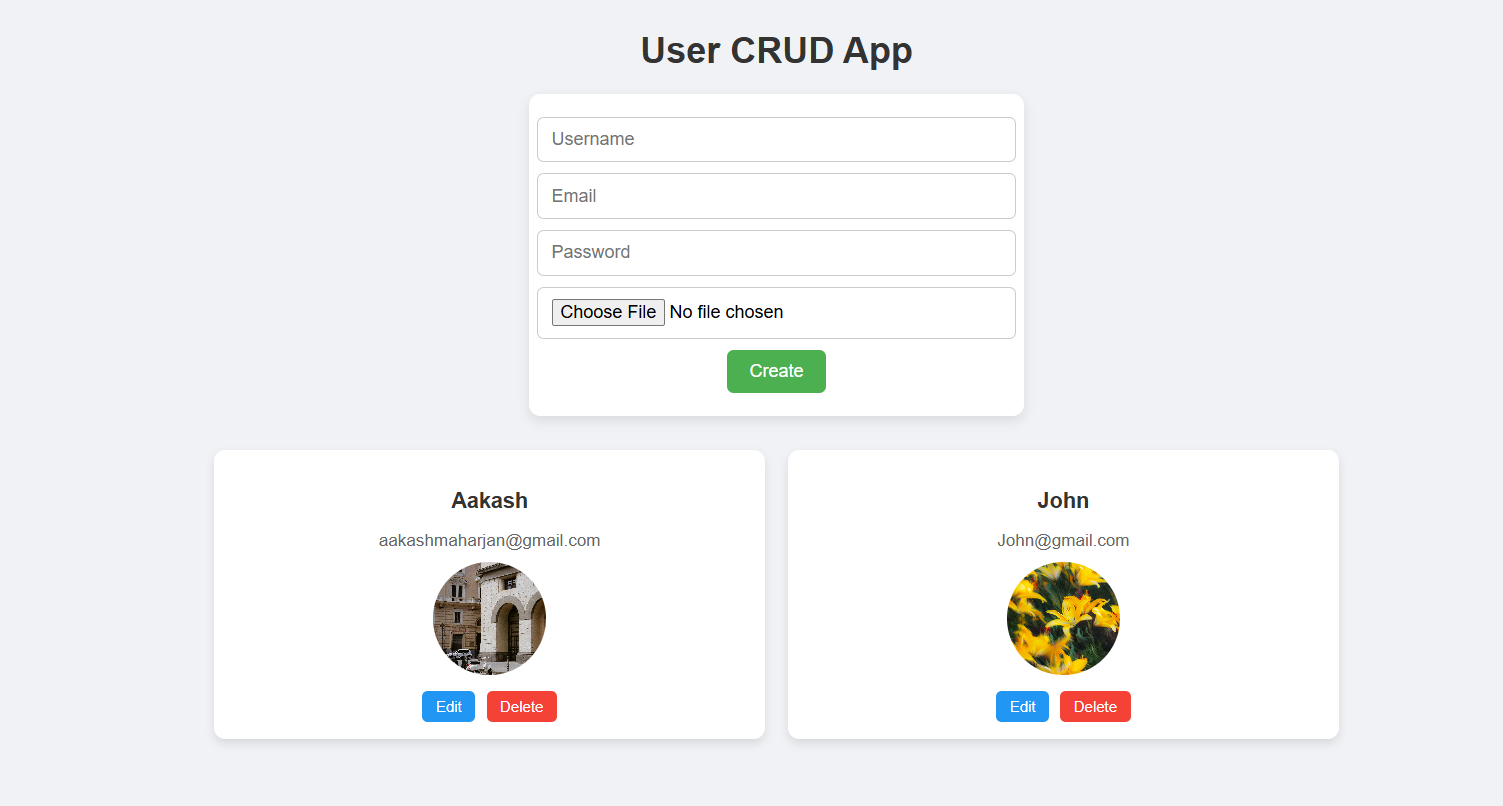 User CRUD App
Username
Email
Password
Choose File No file chosen
Create
Aakash
aakashmaharjan@gmail.com
Edit Delete
John
John@gmail.com
Edit Delete